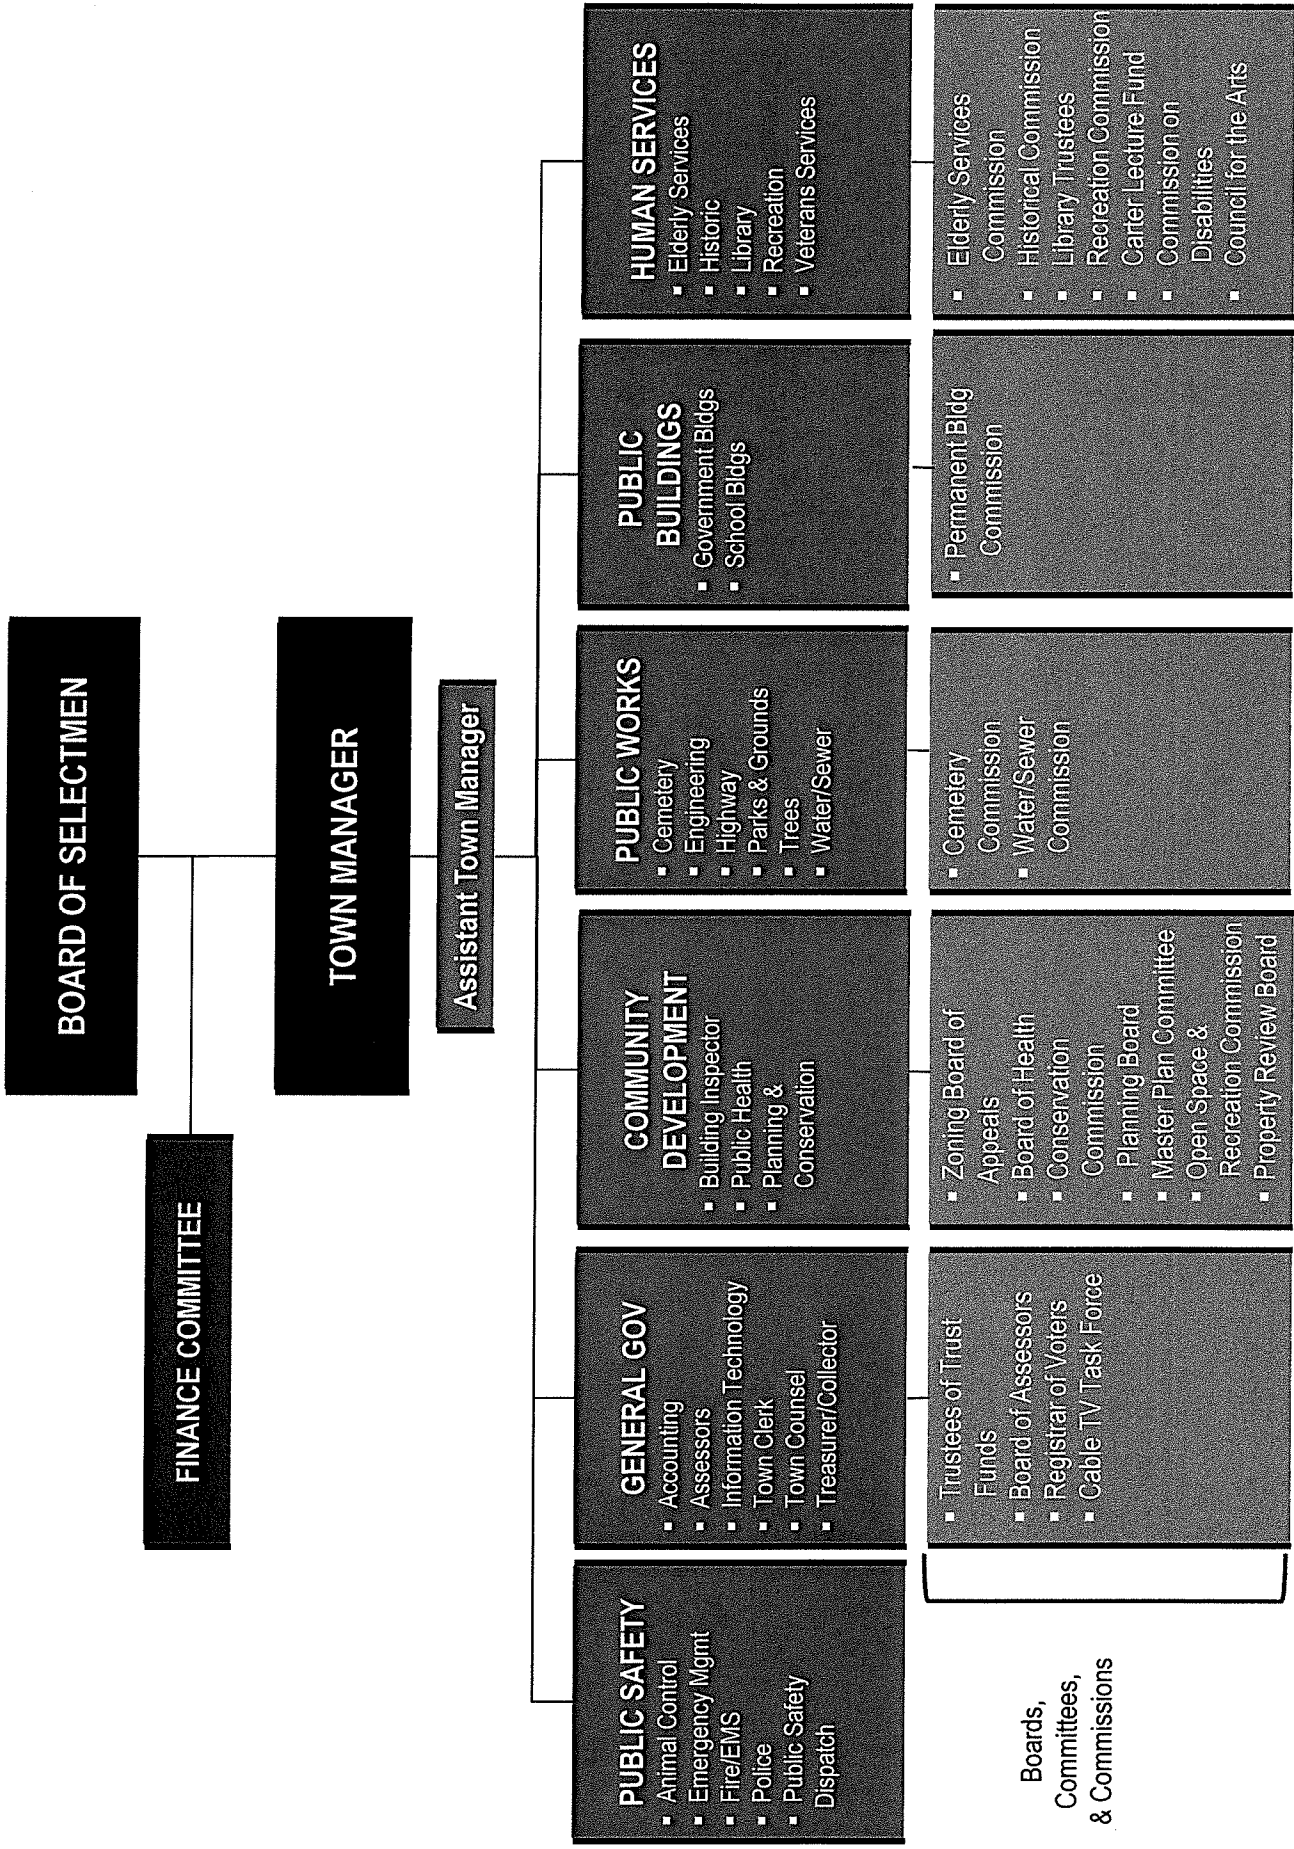 BOARD OF SELECTMEN
FINANCE COMMITTEE
TOWN MANAGER
Assistant Town Manager
PUBLIC SAFETY
▪ Animal Control
▪ Emergency Mgmt
▪ Fire/EMS
▪ Police
▪ Public Safety
Dispatch
GENERAL GOV
▪ Accounting
▪ Assessors
▪ Information Technology
▪ Town Clerk
▪ Town Counsel
▪ Treasurer/Collector
COMMUNITY
DEVELOPMENT
▪ Building Inspector
▪ Public Health
▪ Planning &
Conservation
PUBLIC WORKS
▪ Cemetery
▪ Engineering
▪ Highway
▪ Parks & Grounds
▪ Trees
▪ Water/Sewer
PUBLIC
BUILDINGS
▪ Government Bldgs
▪ School Bldgs
HUMAN SERVICES
▪ Elderly Services
▪ Historic
▪ Library
▪ Recreation
▪ Veterans Services
Boards,
Committees,
& Commissions
▪ Trustees of Trust
Funds
▪ Board of Assessors
▪ Registrar of Voters
▪ Cable TV Task Force
▪ Zoning Board of
Appeals
▪ Board of Health
▪ Conservation
Commission
▪ Planning Board
▪ Master Plan Committee
▪ Open Space &
Recreation Commission
▪ Property Review Board
▪ Cemetery
Commission
▪ Water/Sewer
Commission
▪ Permanent Bldg
Commission
▪ Elderly Services
Commission
▪ Historical Commission
▪ Library Trustees
▪ Recreation Commission
▪ Carter Lecture Fund
▪ Commission on
Disabilities
▪ Council for the Arts